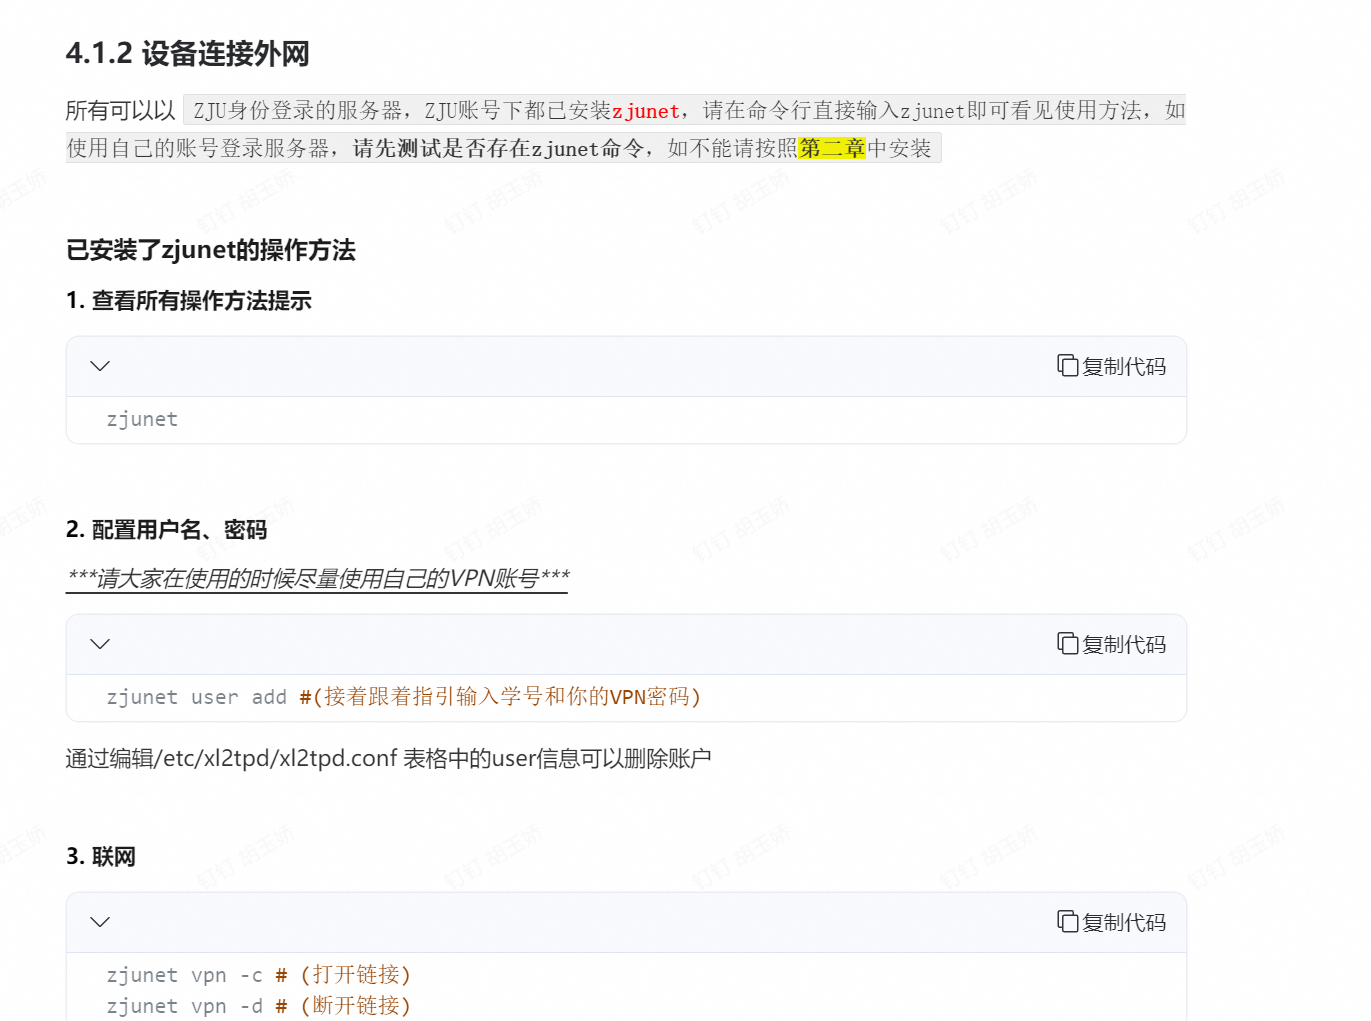 4.1.2 设备连接外网
所有可以以 ZJU身份登录的服务器，ZJU账号下都已安装zjunet，请在命令行直接输入zjunet即可看见使用方法，如
使用自己的账号登录服务器，请先测试是否存在zjunet命令，如不能请按照第二章中安装
已安装了zjunet的操作方法
1. 查看所有操作方法提示
复制代码
zjunet
2. 配置用户名、密码
***请大家在使用的时候尽量使用自己的VPN账号***
复制代码
zjunet user add #(接着跟着指引输入学号和你的VPN密码)
通过编辑/etc/xl2tpd/xl2tpd.conf 表格中的user信息可以删除账户
3. 联网
复制代码
zjunet vpn -c # (打开链接)
zjunet vpn -d # (断开链接)
钉钉 胡玉娇